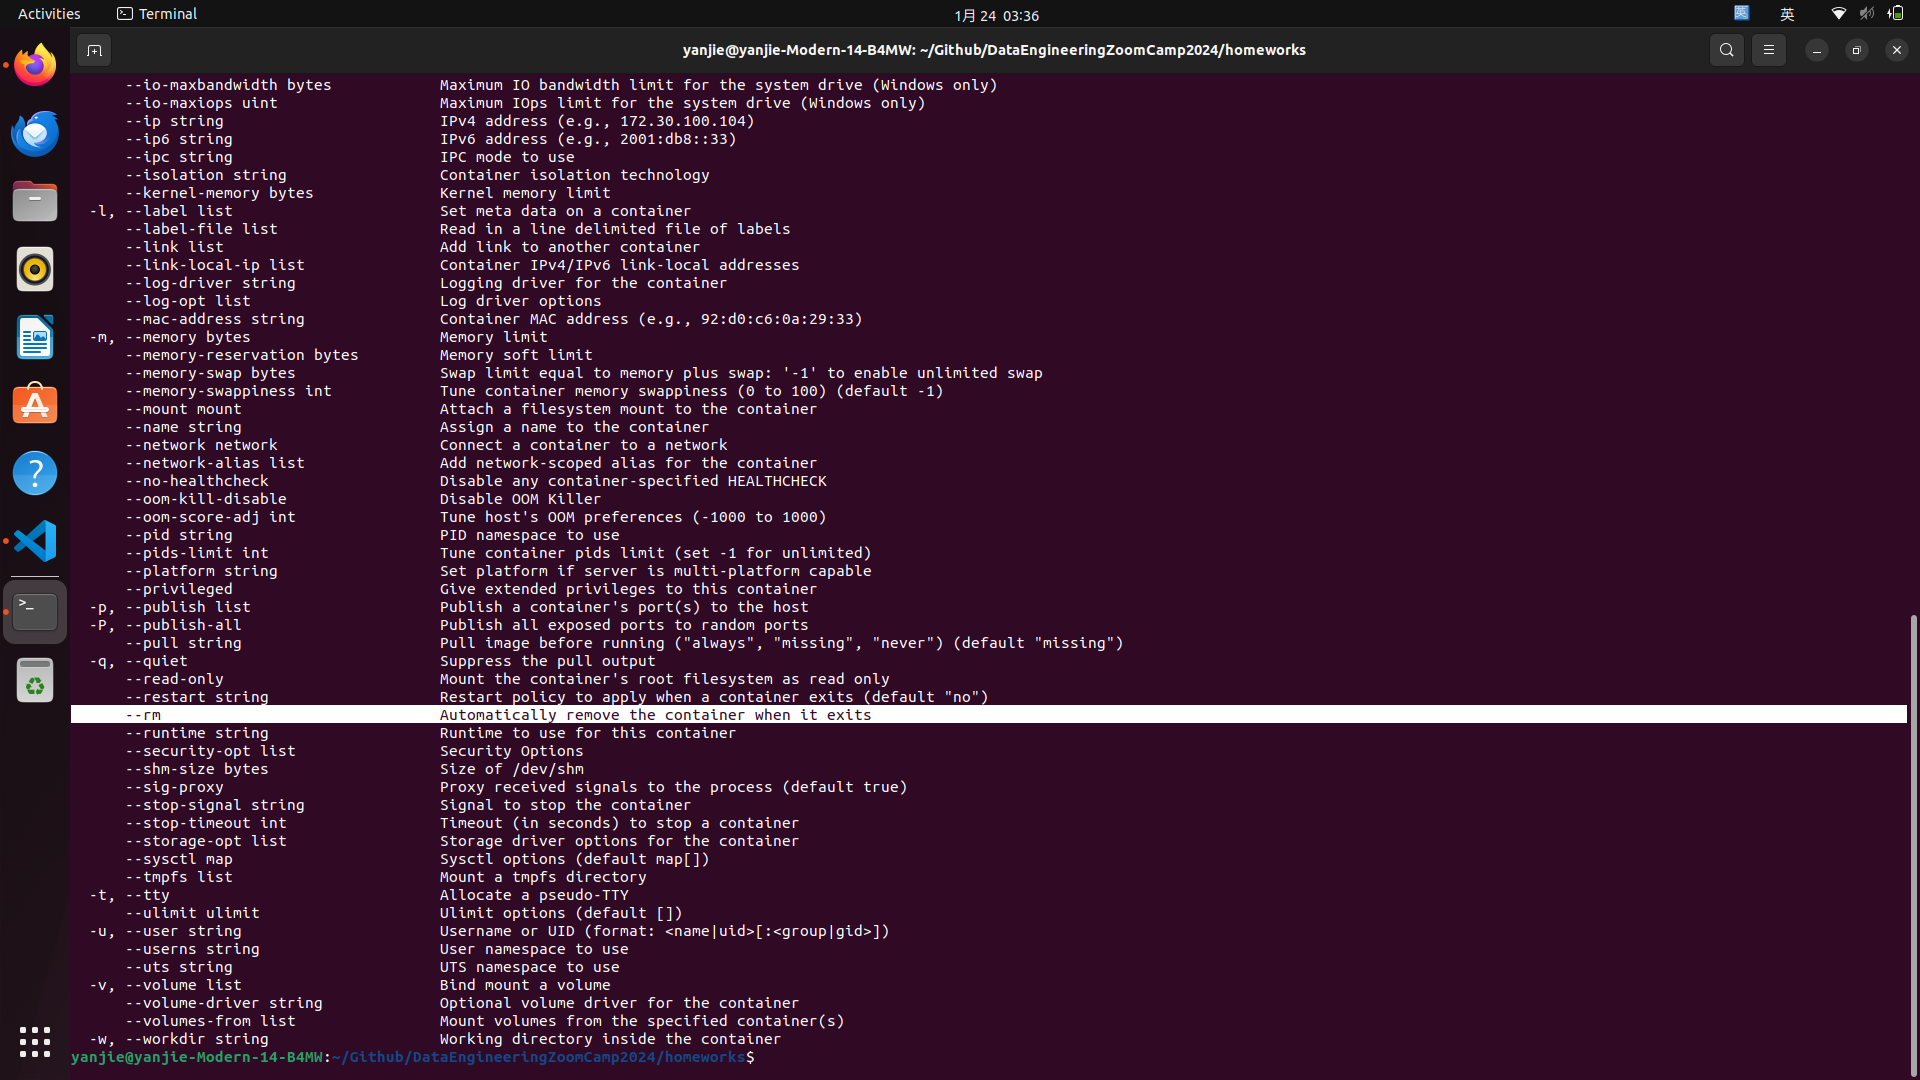 Activities
Terminal
1月 24 03:36
英
英
yanjie@yanjie-Modern-14-B4MW: ~/Github/DataEngineeringZoomCamp2024/homeworks
--io-maxbandwidth bytes Maximum IO bandwidth limit for the system drive (Windows only)
--io-maxiops uint Maximum IOps limit for the system drive (Windows only)
--ip string IPv4 address (e.g., 172.30.100.104)
--ip6 string IPv6 address (e.g., 2001:db8::33)
--ipc string IPC mode to use
--isolation string Container isolation technology
--kernel-memory bytes Kernel memory limit
-l, --label list Set meta data on a container
--label-file list Read in a line delimited file of labels
--link list Add link to another container
--link-local-ip list Container IPv4/IPv6 link-local addresses
--log-driver string Logging driver for the container
--log-opt list Log driver options
--mac-address string Container MAC address (e.g., 92:d0:c6:0a:29:33)
-m, --memory bytes Memory limit
--memory-reservation bytes Memory soft limit
--memory-swap bytes Swap limit equal to memory plus swap: '-1' to enable unlimited swap
--memory-swappiness int Tune container memory swappiness (0 to 100) (default -1)
--mount mount Attach a filesystem mount to the container
--name string Assign a name to the container
--network network Connect a container to a network
--network-alias list Add network-scoped alias for the container
--no-healthcheck Disable any container-specified HEALTHCHECK
--oom-kill-disable Disable OOM Killer
--oom-score-adj int Tune host's OOM preferences (-1000 to 1000)
--pid string PID namespace to use
--pids-limit int Tune container pids limit (set -1 for unlimited)
--platform string Set platform if server is multi-platform capable
--privileged Give extended privileges to this container
-p, --publish list Publish a container's port(s) to the host
-P, --publish-all Publish all exposed ports to random ports
--pull string Pull image before running ("always", "missing", "never") (default "missing")
-q, --quiet Suppress the pull output
--read-only Mount the container's root filesystem as read only
--restart string Restart policy to apply when a container exits (default "no")
--rm Automatically remove the container when it exits
--runtime string Runtime to use for this container
--security-opt list Security Options
--shm-size bytes Size of /dev/shm
--sig-proxy Proxy received signals to the process (default true)
--stop-signal string Signal to stop the container
--stop-timeout int Timeout (in seconds) to stop a container
--storage-opt list Storage driver options for the container
--sysctl map Sysctl options (default map[])
--tmpfs list Mount a tmpfs directory
-t, --tty Allocate a pseudo-TTY
--ulimit ulimit Ulimit options (default [])
-u, --user string Username or UID (format: <name|uid>[:<group|gid>])
--userns string User namespace to use
--uts string UTS namespace to use
-v, --volume list Bind mount a volume
--volume-driver string Optional volume driver for the container
--volumes-from list Mount volumes from the specified container(s)
-w, --workdir string Working directory inside the container
yanjie@yanjie-Modern-14-B4MW:~/Github/DataEngineeringZoomCamp2024/homeworks$